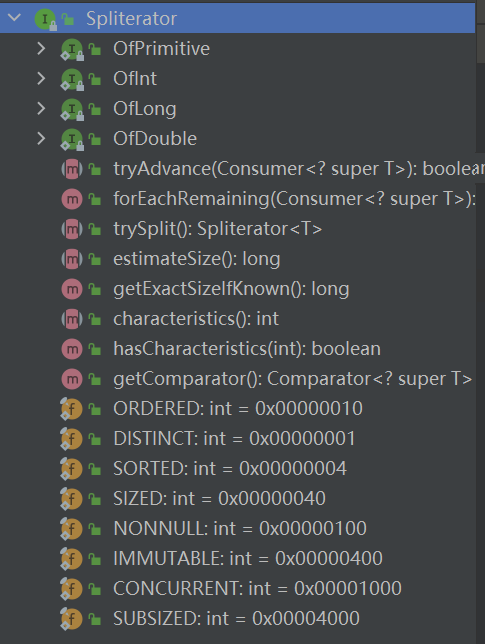 Spliterator
OfPrimitive
OfInt
OfLong
OfDouble
tryAdvance(Consumer<? super T>): boolean
forEachRemaining(Consumer<? super T>):
trySplit(): Spliterator<T>
estimateSize(): long
getExactSizeIfKnown(): long
characteristics(): int
hasCharacteristics(int): boolean
getComparator(): Comparator<? super T>
ORDERED: int = 0x00000010
DISTINCT: int = 0x00000001
SORTED: int = 0x00000004
SIZED: int = 0x00000040
NONNULL: int = 0x00000100
IMMUTABLE: int = 0x00000400
CONCURRENT: int = 0x00001000
SUBSIZED: int = 0x00004000